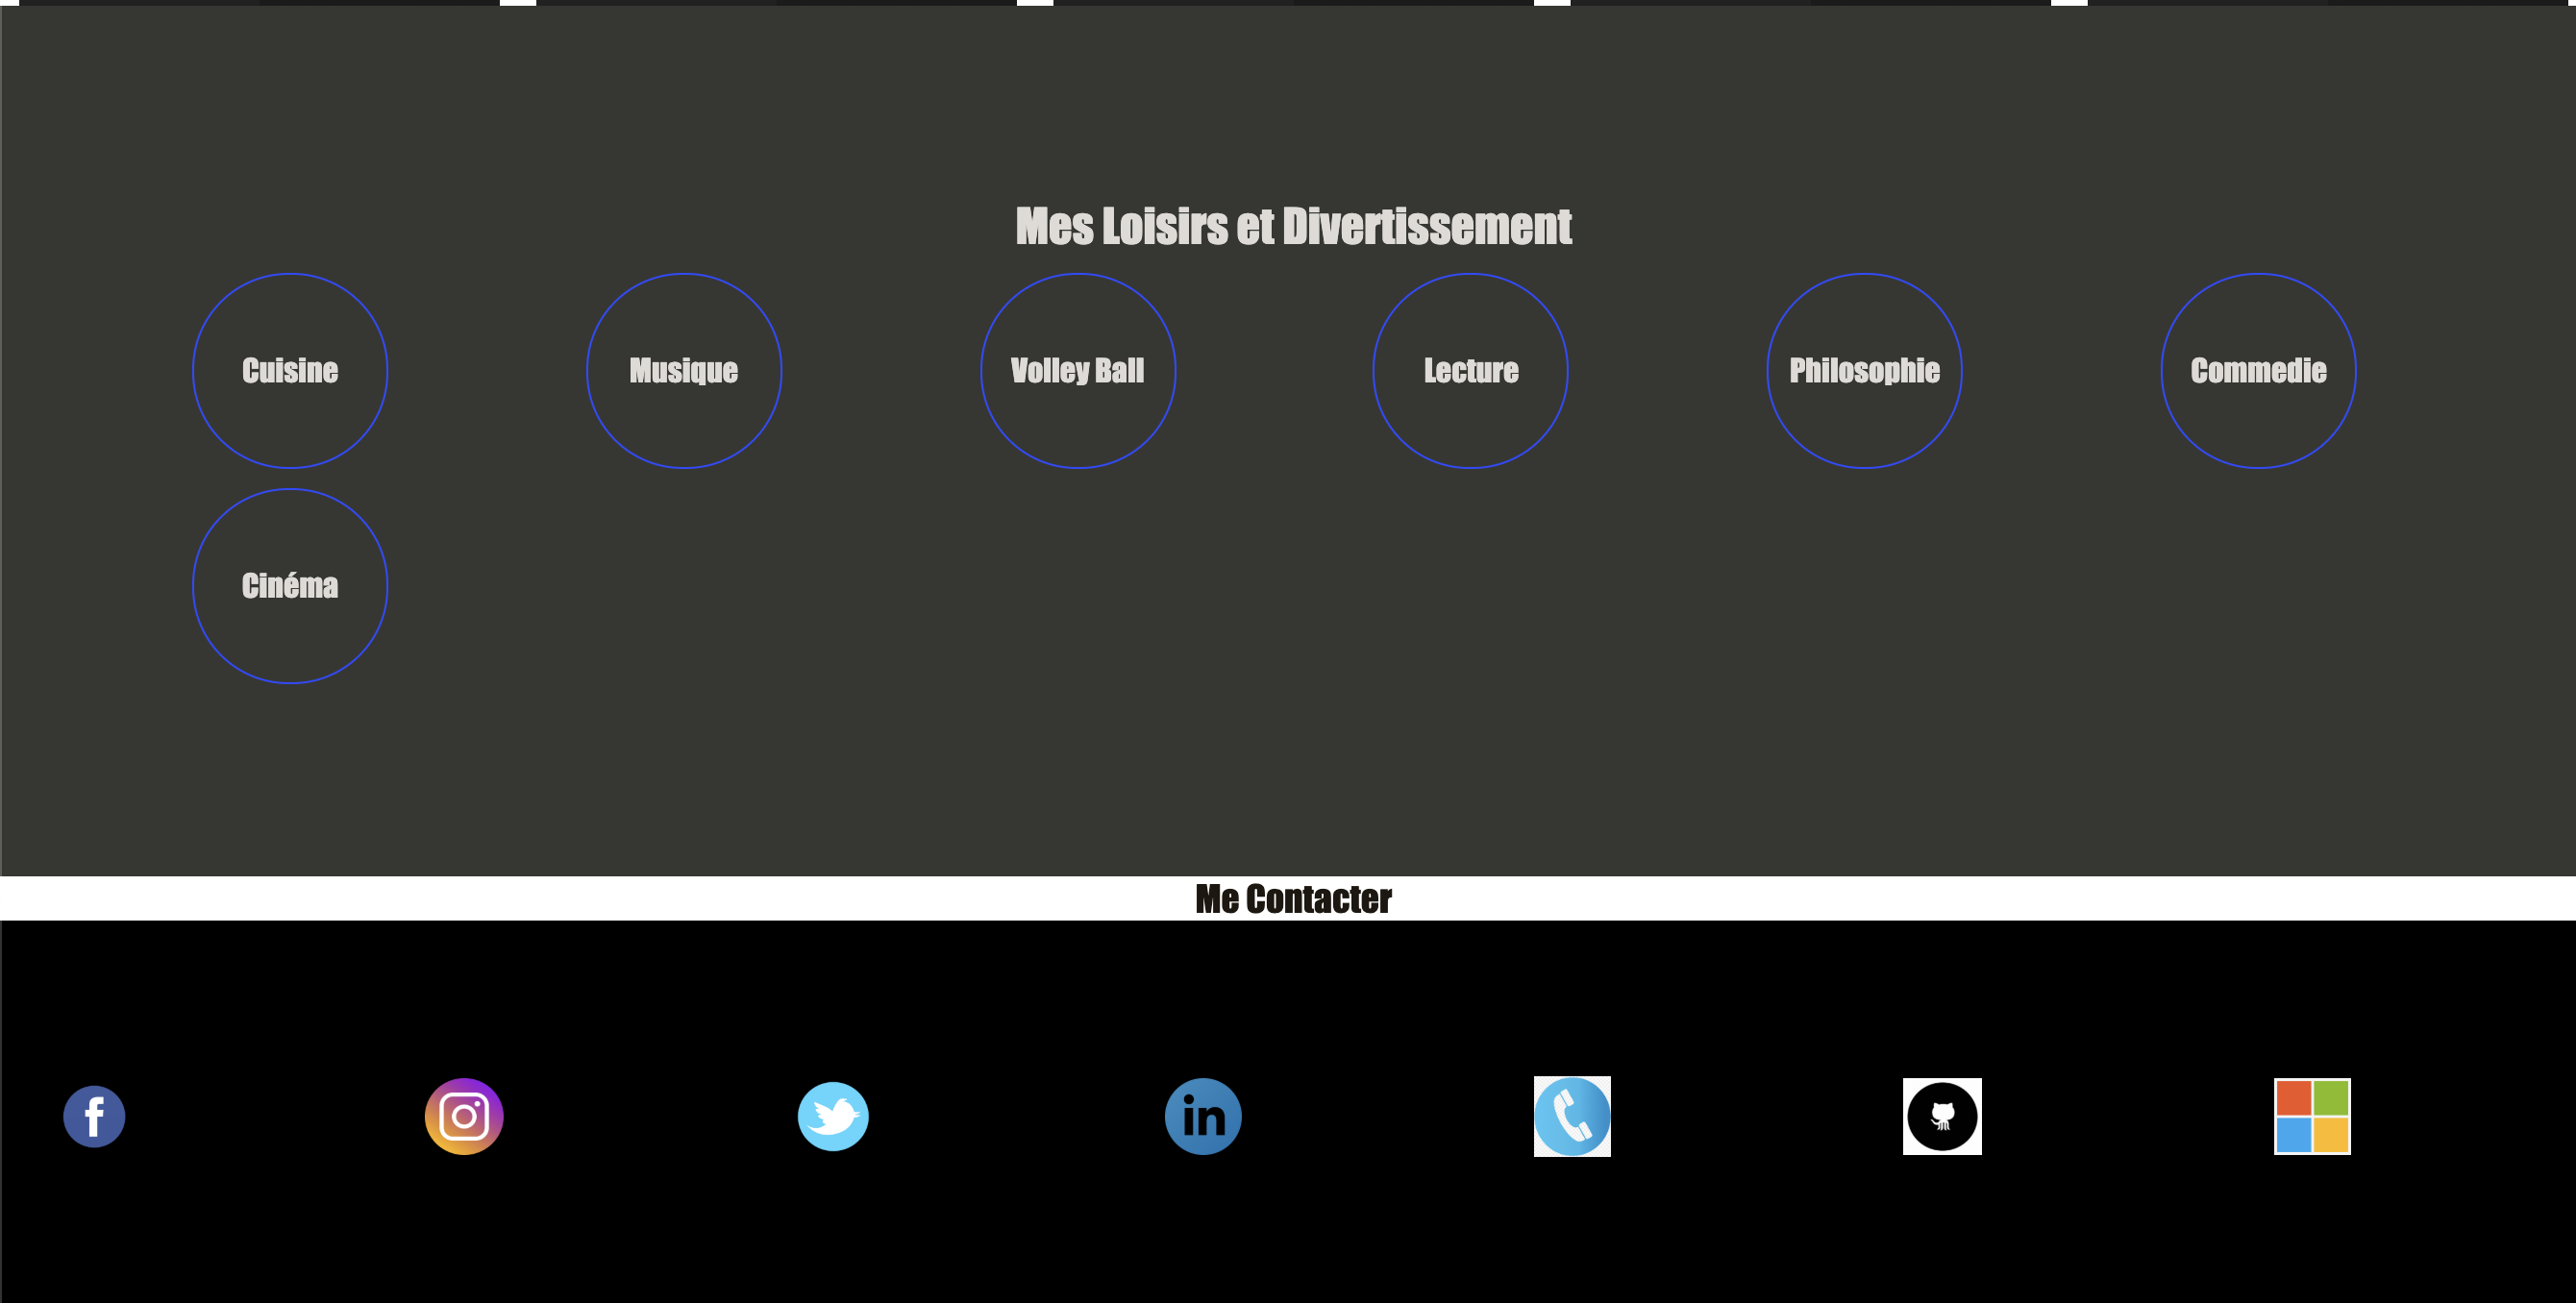 Mes Loisirs et Divertissement
Cuisine
Musique
Volley Ball
Lecture
Philosophie
Commedie
Cinéma
Me Contacter
f
in